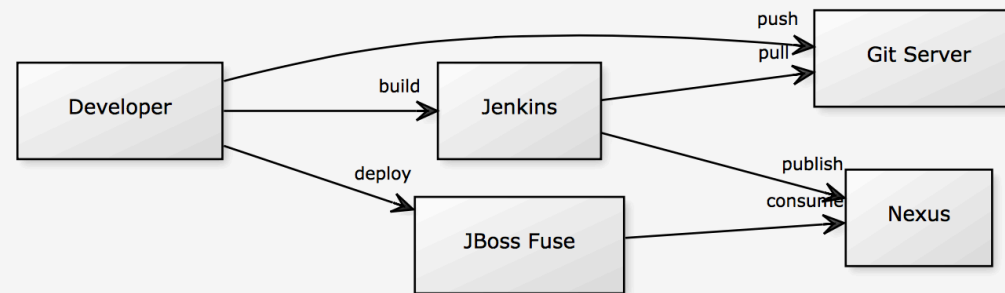 push
Git Server
pull
build
Developer
Jenkins
publish
deploy
consume
Nexus
JBoss Fuse